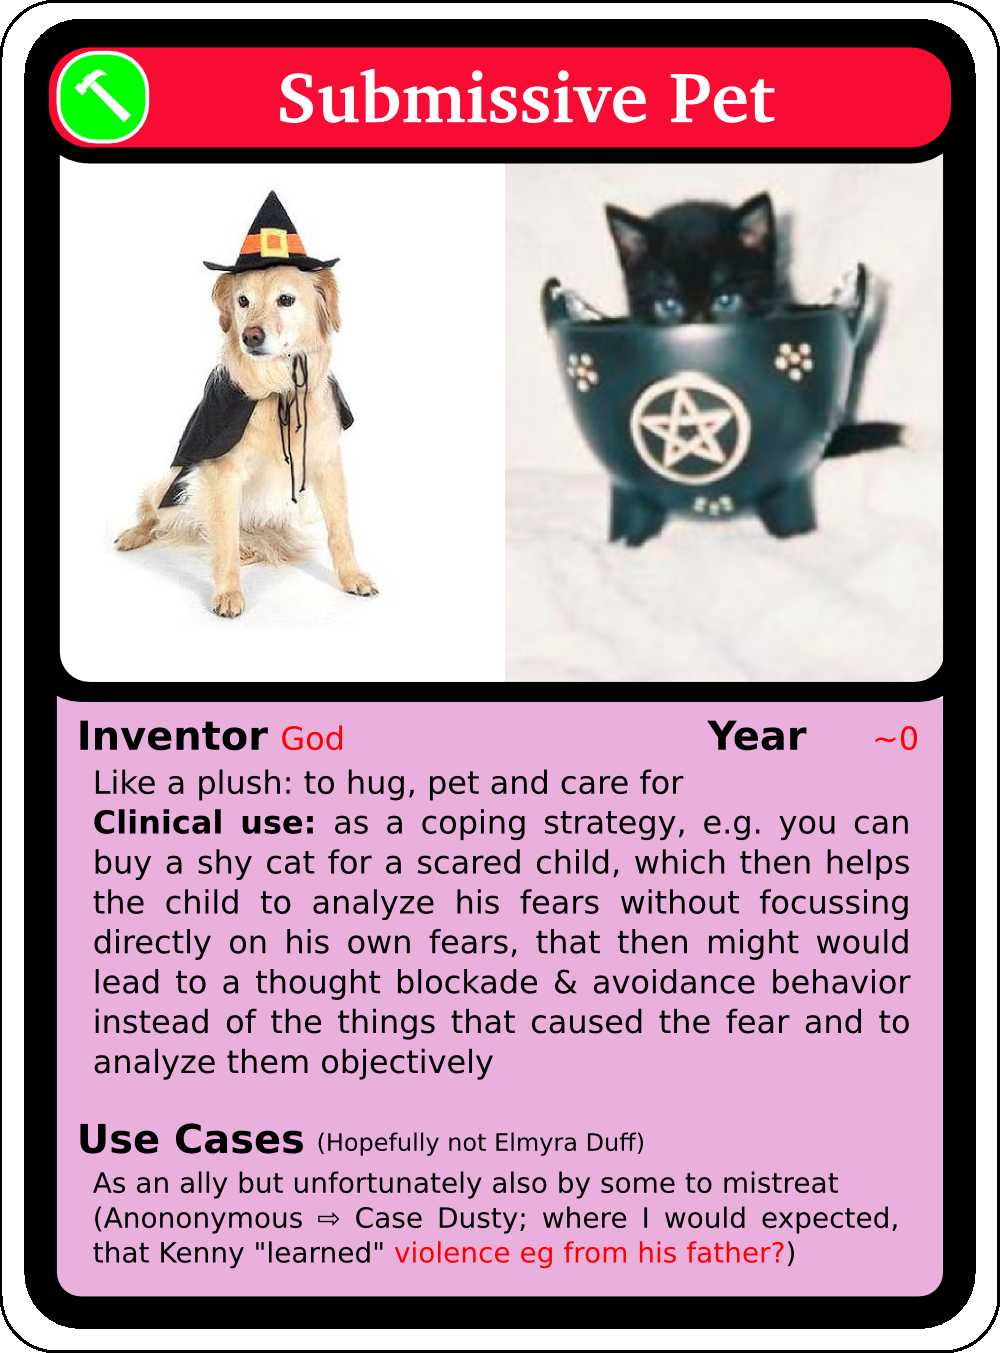 Submissive Pet
Inventor God Year ~0
Like a plush: to hug, pet and care for
Clinical use: as a coping strategy, e.g. you can
buy a shy cat for a scared child, which then helps
the child to analyze his fears without focussing
directly on his own fears, that then might would
lead to a thought blockade & avoidance behavior
instead of the things that caused the fear and to
analyze them objectively
Use Cases (Hopefully not Elmyra Duff)
As an ally but unfortunately also by some to mistreat
(Anononymous ⇨ Case Dusty; where I would expected,
that Kenny "learned" violence eg from his father?)